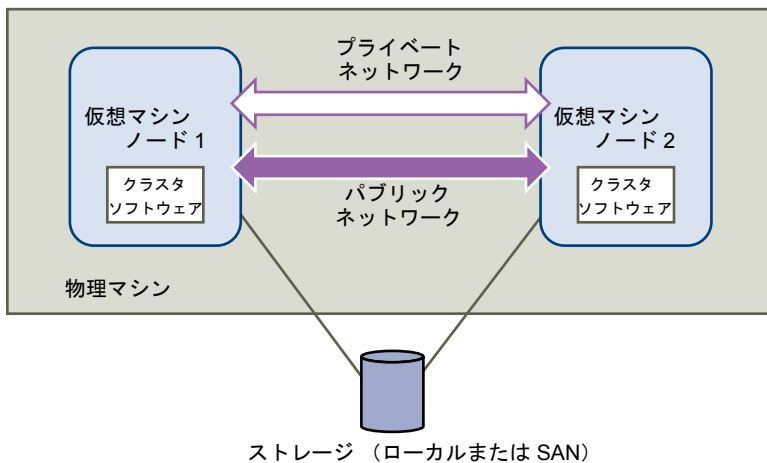 プライベート
ネットワーク
仮想マシン
ノード 1
クラスタ
ソフトウェア
仮想マシン
ノード 2
クラスタ
ソフトウェア
パブリック
ネットワーク
物理マシン
ストレージ (ローカルまたは SAN)